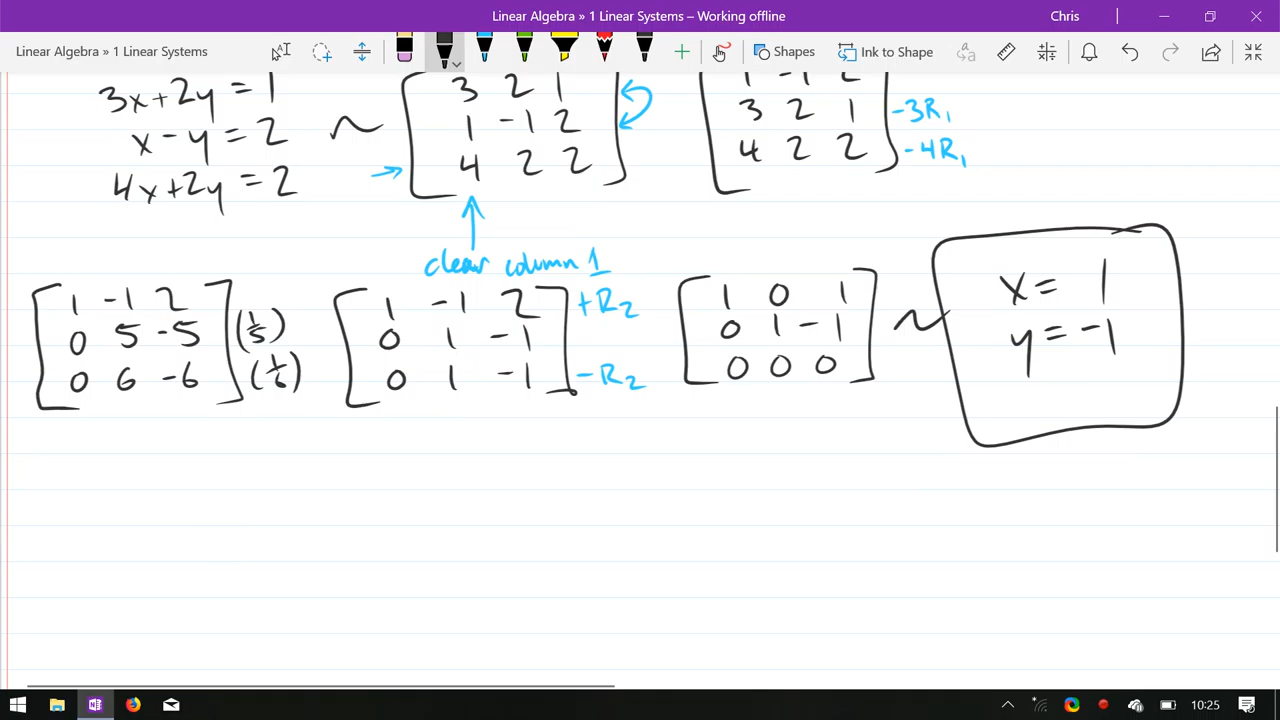 Linear Algebra » 1 Linear Systems – Working offline
Chris
Linear Algebra » 1 Linear Systems
Shapes
Ink to Shape
3x+2y = 1
x - y = 2
4x+2y = 2
~
3 2 1
1 -1 2
4 2 2
1 -1 2
3 2 1 -3R₁
4 2 2 -4R₁
clear column 1
1 -1 2
0 5 -5 (1/5)
0 6 -6 (1/6)
1 -1 2 +R₂
0 1 -1
0 1 -1 -R₂
1 0 1
0 1 -1
0 0 0
~
x = 1
y = -1
10:25